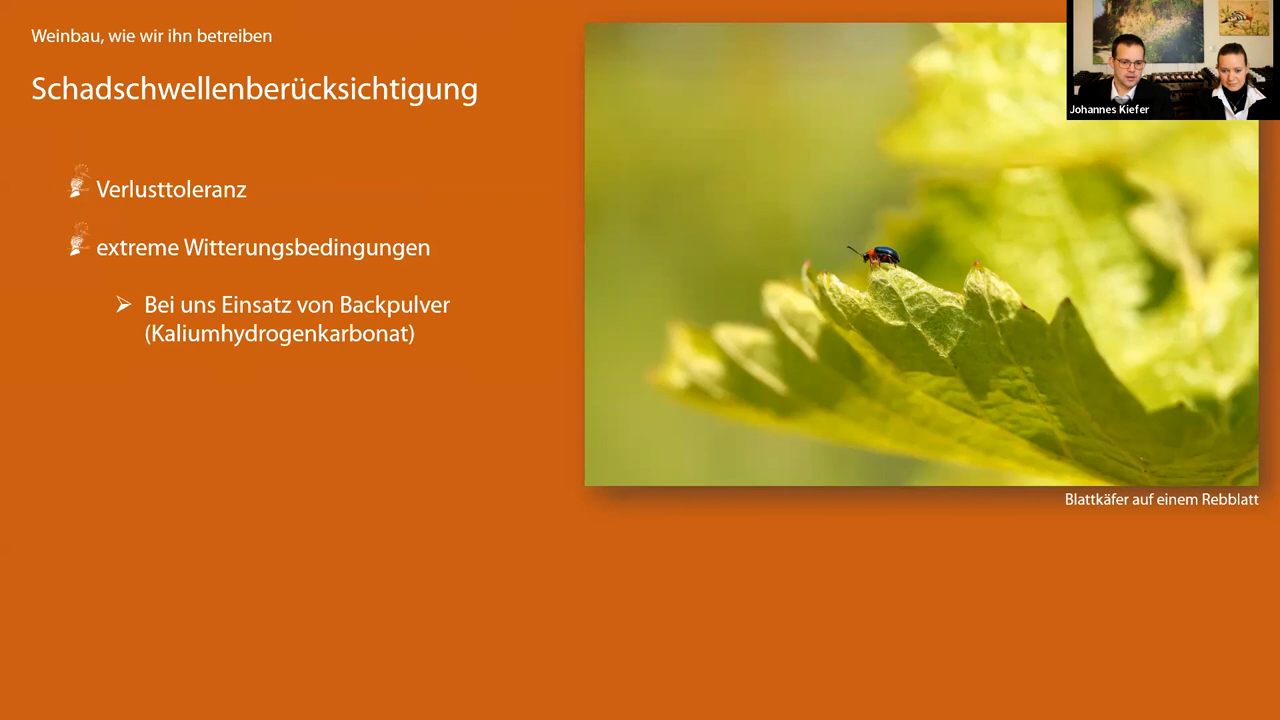 Weinbau, wie wir ihn betreiben
Schadschwellenberücksichtigung
Verlusttoleranz
extreme Witterungsbedingungen
Bei uns Einsatz von Backpulver
(Kaliumhydrogenkarbonat)
Johannes Kiefer
Blattkäfer auf einem Rebblatt